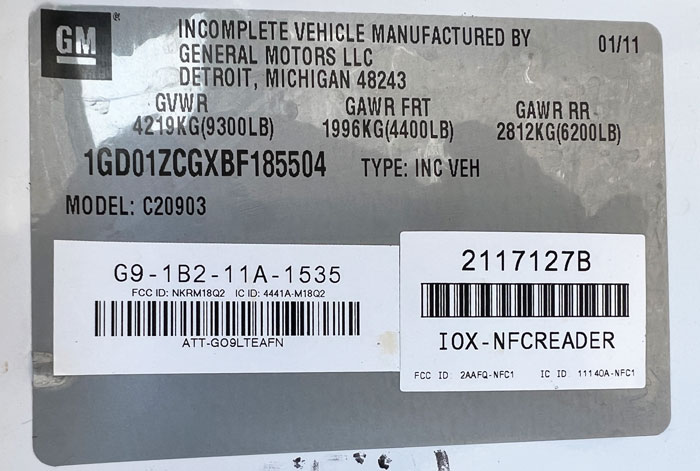 GM
INCOMPLETE VEHICLE MANUFACTURED BY 01/11
GENERAL MOTORS LLC
DETROIT, MICHIGAN 48243
GVWR GAWR FRT GAWR RR
4219KG(9300LB) 1996KG(4400LB) 2812KG(6200LB)
1GD01ZCGXBF185504 TYPE: INC VEH
MODEL: C20903
G9-1B2-11A-1535
FCC ID: NKRM18Q2 IC ID: 4441A-M18Q2
ATT-GO9LTEAFN
2117127B
IOX-NFCREADER
FCC ID: 2AAFQ-NFC1 IC ID: 11140A-NFC1